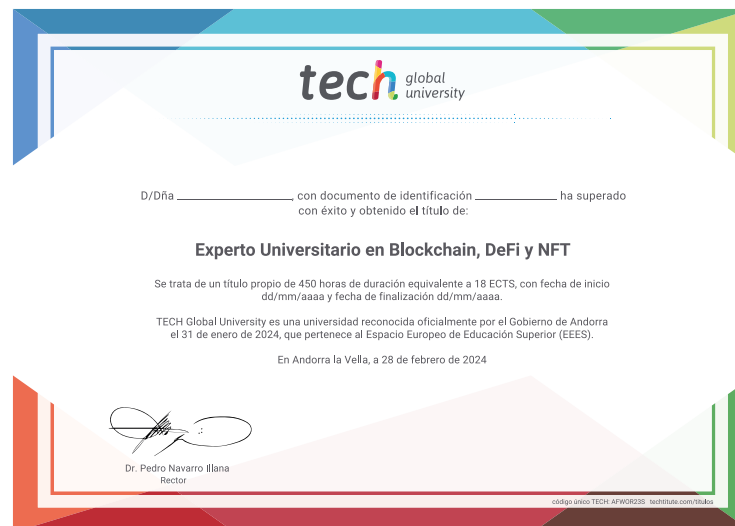 tech global university
D/Dña ____________________, con documento de identificación ______________ ha superado
con éxito y obtenido el título de:
Experto Universitario en Blockchain, DeFi y NFT
Se trata de un título propio de 450 horas de duración equivalente a 18 ECTS, con fecha de inicio
dd/mm/aaaa y fecha de finalización dd/mm/aaaa.
TECH Global University es una universidad reconocida oficialmente por el Gobierno de Andorra
el 31 de enero de 2024, que pertenece al Espacio Europeo de Educación Superior (EEES).
En Andorra la Vella, a 28 de febrero de 2024
Dr. Pedro Navarro Illana
Rector
código único TECH: AFWOR23S techtitute.com/titulos